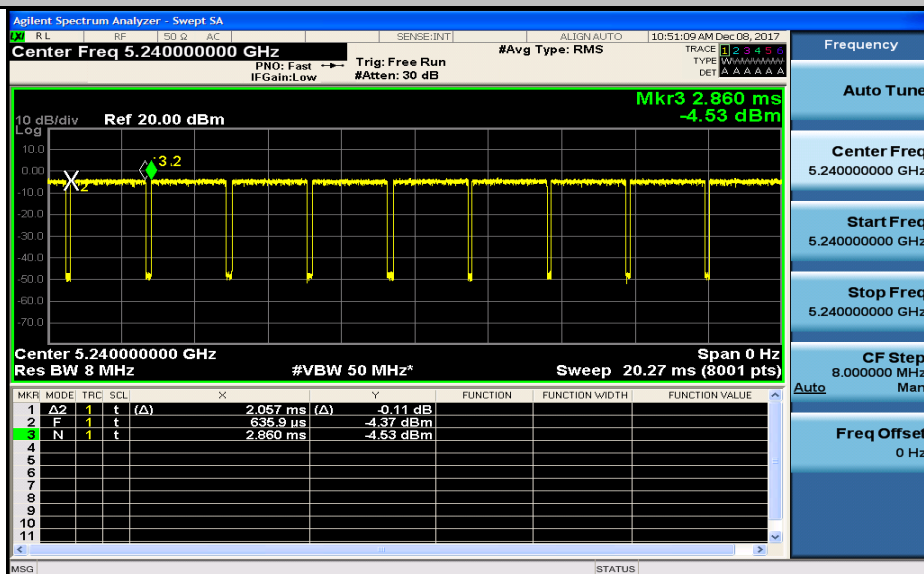 Agilent Spectrum Analyzer - Swept SA
LXI RL RF 50 Ω AC SENSE:INT ALIGN AUTO 10:51:09 AM Dec 08, 2017
Center Freq 5.240000000 GHz
PNO: Fast
IFGain:Low
Trig: Free Run
#Atten: 30 dB
#Avg Type: RMS
TRACE 1 2 3 4 5 6
TYPE WWWWWW
DET A A A A A A
Mkr3 2.860 ms
-4.53 dBm
10 dB/div Ref 20.00 dBm
Log
10.0
0.00
-10.0
-20.0
-30.0
-40.0
-50.0
-60.0
-70.0
2
3.2
Center 5.240000000 GHz Span 0 Hz
Res BW 8 MHz #VBW 50 MHz* Sweep 20.27 ms (8001 pts)
MKR MODE TRC SCL X Y FUNCTION FUNCTION WIDTH FUNCTION VALUE
1 Δ2 1 t (Δ) 2.057 ms (Δ) -0.11 dB
2 F 1 t 635.9 µs -4.37 dBm
3 N 1 t 2.860 ms -4.53 dBm
4
5
6
7
8
9
10
11
MSG STATUS
Frequency
Auto Tune
Center Freq
5.240000000 GHz
Start Freq
5.240000000 GHz
Stop Freq
5.240000000 GHz
CF Step
8.000000 MHz
Auto Man
Freq Offset
0 Hz